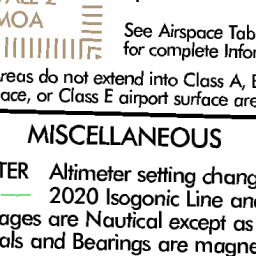 MOA
See Airspace Tab
for complete Infor
reas do not extend into Class A, E
ace, or Class E airport surface are
MISCELLANEOUS
TER Altimeter setting chang
2020 Isogonic Line and
ages are Nautical except as
als and Bearings are magne